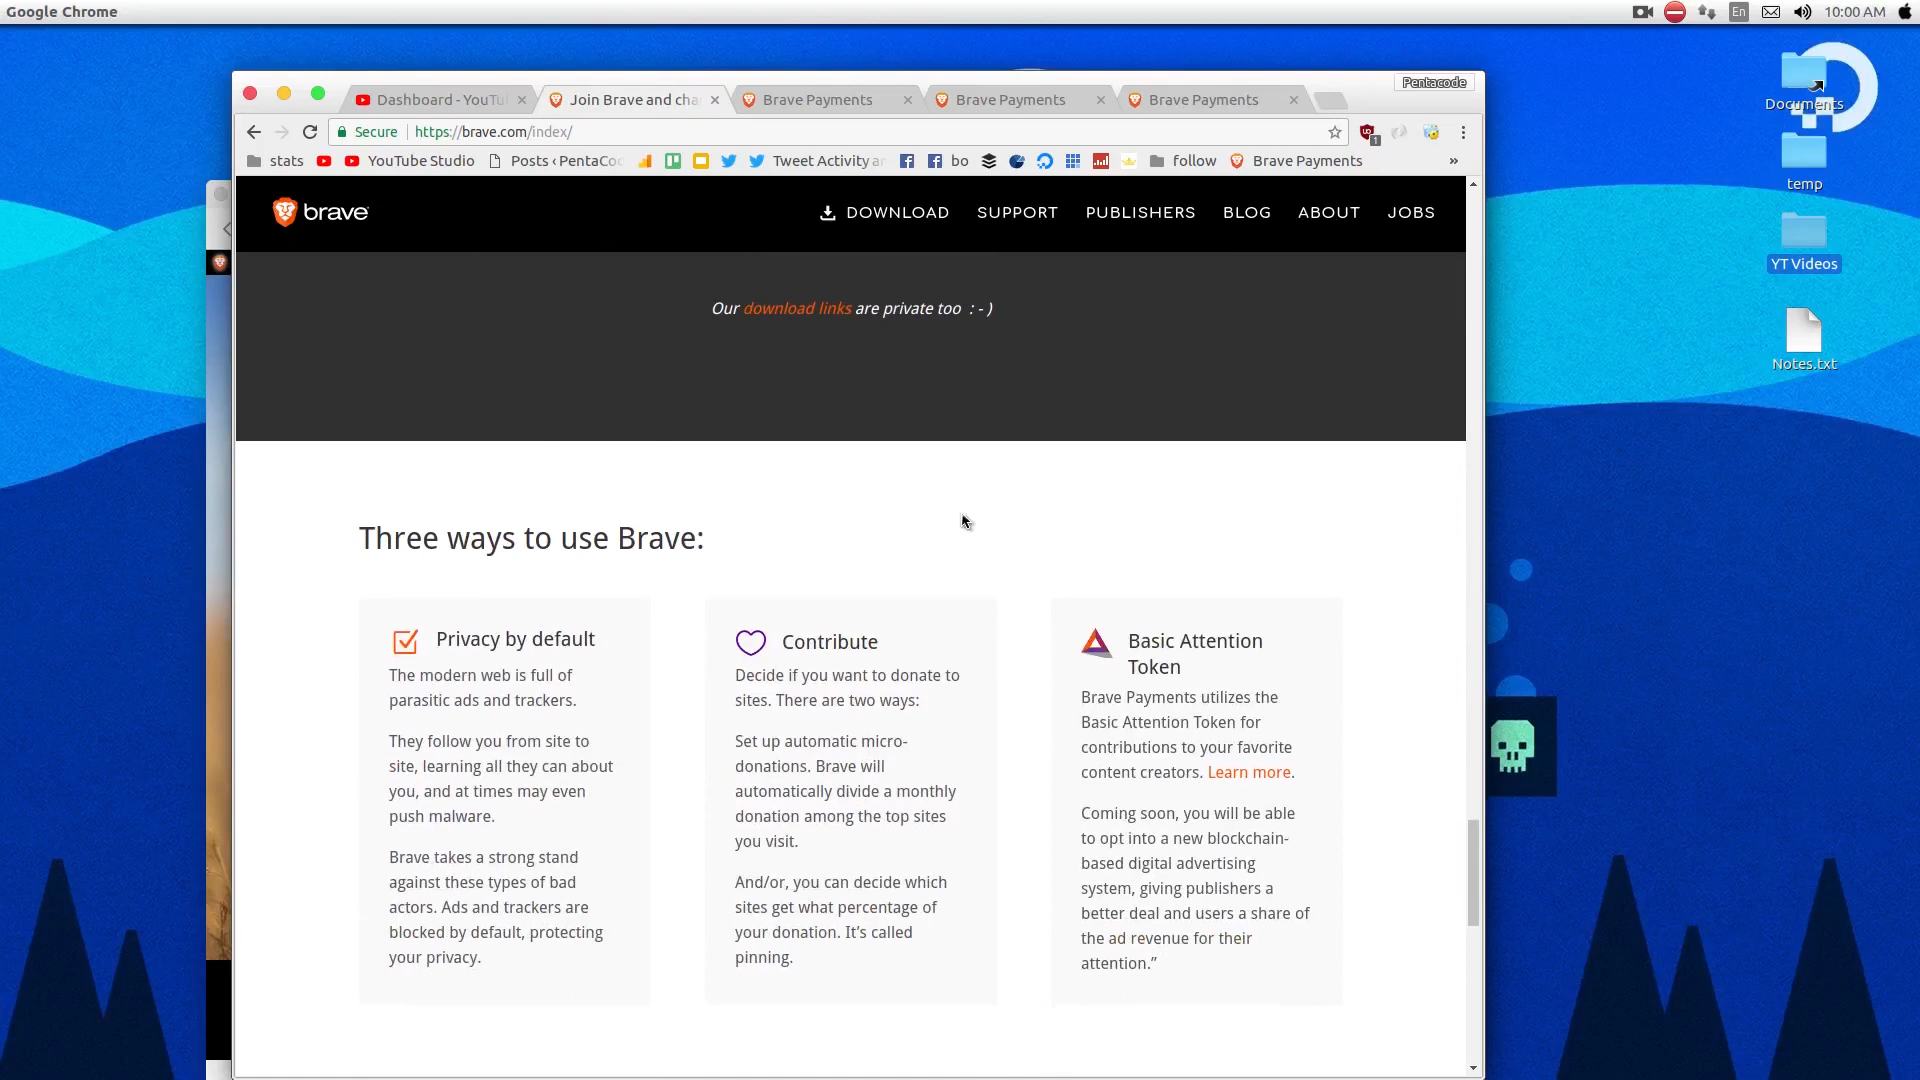 Google Chrome
En
10:00 AM
Pentacode
Dashboard - YouTu
Join Brave and cha
Brave Payments
Brave Payments
Brave Payments
Secure
https://brave.com/index/
1
stats
YouTube Studio
Posts ‹ PentaCo
Tweet Activity a
bo
follow
Brave Payments
»
brave
DOWNLOAD
SUPPORT
PUBLISHERS
BLOG
ABOUT
JOBS
Our download links are private too : - )
Three ways to use Brave:
Privacy by default
The modern web is full of
parasitic ads and trackers.
They follow you from site to
site, learning all they can about
you, and at times may even
push malware.
Brave takes a strong stand
against these types of bad
actors. Ads and trackers are
blocked by default, protecting
your privacy.
Contribute
Decide if you want to donate to
sites. There are two ways:
Set up automatic micro-
donations. Brave will
automatically divide a monthly
donation among the top sites
you visit.
And/or, you can decide which
sites get what percentage of
your donation. It’s called
pinning.
Basic Attention
Token
Brave Payments utilizes the
Basic Attention Token for
contributions to your favorite
content creators. Learn more.
Coming soon, you will be able
to opt into a new blockchain-
based digital advertising
system, giving publishers a
better deal and users a share of
the ad revenue for their
attention.”
Documents
temp
YT Videos
Notes.txt